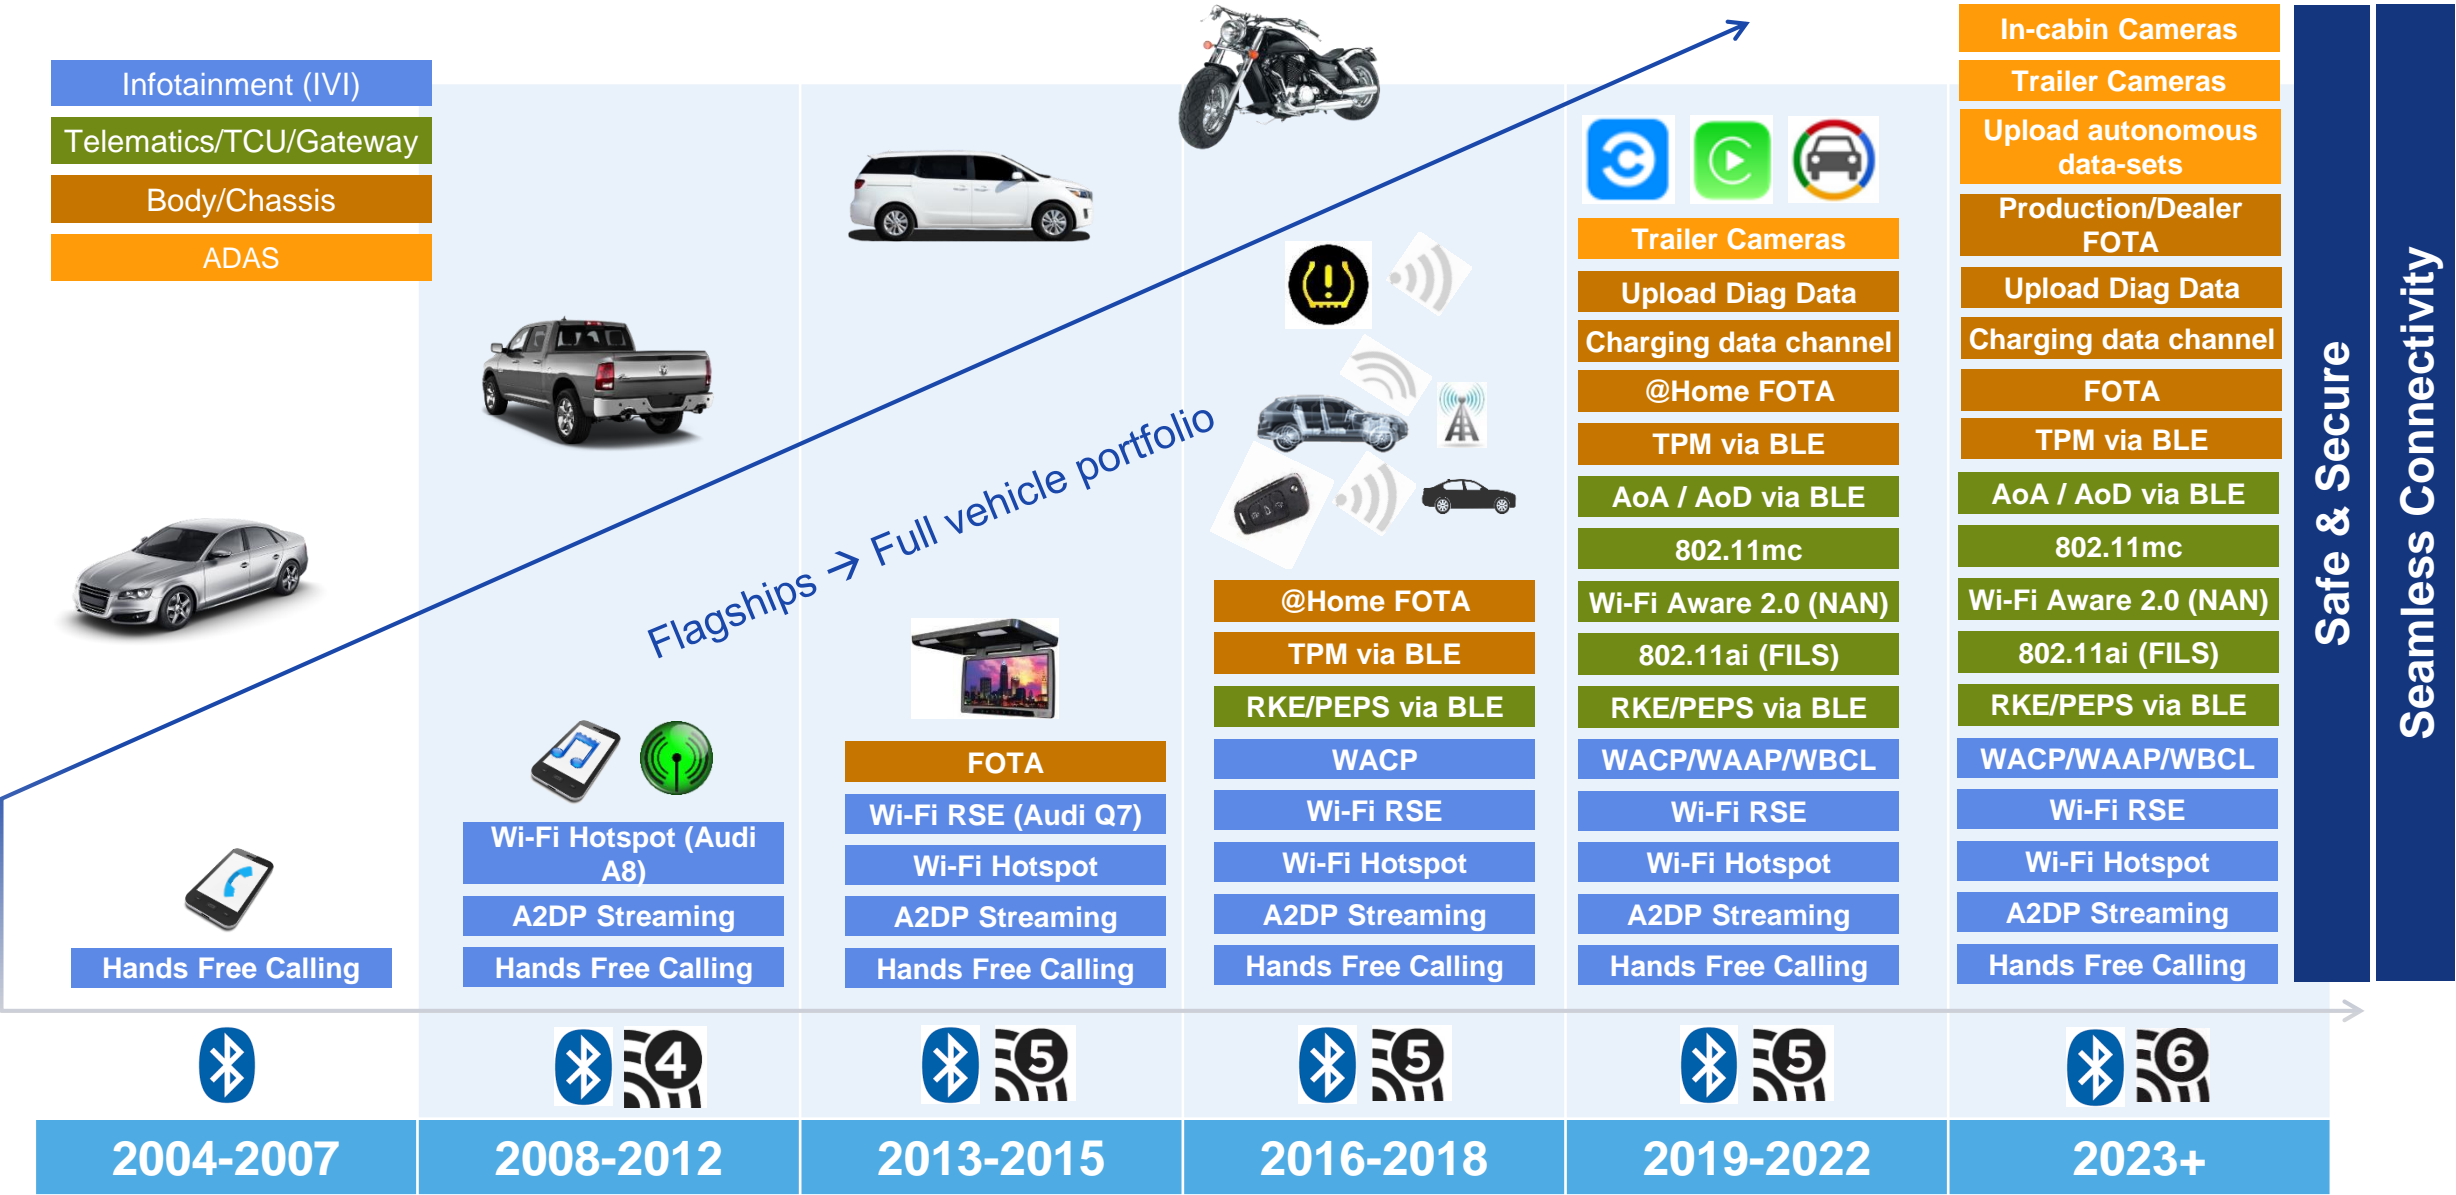 Infotainment (IVI)
Telematics/TCU/Gateway
Body/Chassis
ADAS
Flagships → Full vehicle portfolio
Hands Free Calling
2004-2007
Wi-Fi Hotspot (Audi
A8)
A2DP Streaming
Hands Free Calling
4
2008-2012
FOTA
Wi-Fi RSE (Audi Q7)
Wi-Fi Hotspot
A2DP Streaming
Hands Free Calling
5
2013-2015
@Home FOTA
TPM via BLE
RKE/PEPS via BLE
WACP
Wi-Fi RSE
Wi-Fi Hotspot
A2DP Streaming
Hands Free Calling
5
2016-2018
Trailer Cameras
Upload Diag Data
Charging data channel
@Home FOTA
TPM via BLE
AoA / AoD via BLE
802.11mc
Wi-Fi Aware 2.0 (NAN)
802.11ai (FILS)
RKE/PEPS via BLE
WACP/WAAP/WBCL
Wi-Fi RSE
Wi-Fi Hotspot
A2DP Streaming
Hands Free Calling
5
2019-2022
In-cabin Cameras
Trailer Cameras
Upload autonomous
data-sets
Production/Dealer
FOTA
Upload Diag Data
Charging data channel
FOTA
TPM via BLE
AoA / AoD via BLE
802.11mc
Wi-Fi Aware 2.0 (NAN)
802.11ai (FILS)
RKE/PEPS via BLE
WACP/WAAP/WBCL
Wi-Fi RSE
Wi-Fi Hotspot
A2DP Streaming
Hands Free Calling
6
2023+
Safe & Secure
Seamless Connectivity